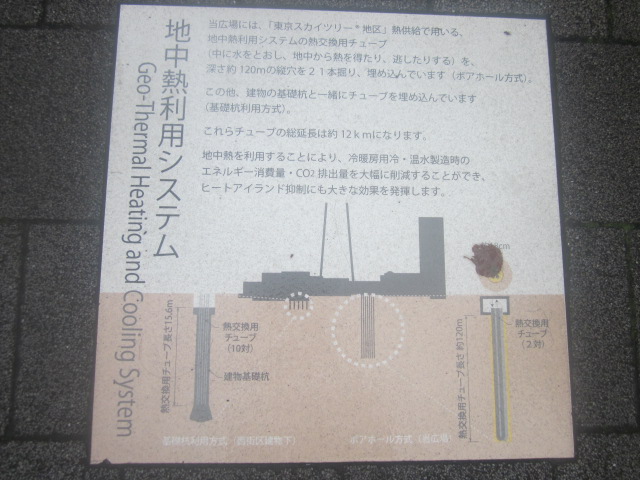 地中熱利用システム
Geo-Thermal Heating and Cooling System
当広場には、「東京スカイツリー®地区」熱供給で用いる、
地中熱利用システムの熱交換用チューブ
(中に水をとおし、地中から熱を得たり、逃したりする)を、
深さ約120mの縦穴を21本掘り、埋め込んでいます(ボアホール方式)。
この他、建物の基礎杭と一緒にチューブを埋め込んでいます
(基礎杭利用方式)。
これらチューブの総延長は約12kmになります。
地中熱を利用することにより、冷暖房用冷・温水製造時の
エネルギー消費量・CO2排出量を大幅に削減することができ、
ヒートアイランド抑制にも大きな効果を発揮します。
cm
熱交換用チューブ長さ15.6m
熱交換用
チューブ
(10対)
建物基礎杭
熱交換用チューブ長さ 約120m
熱交換用
チューブ
(2対)
基礎杭利用方式(西街区建物下)
ボアホール方式(当広場)